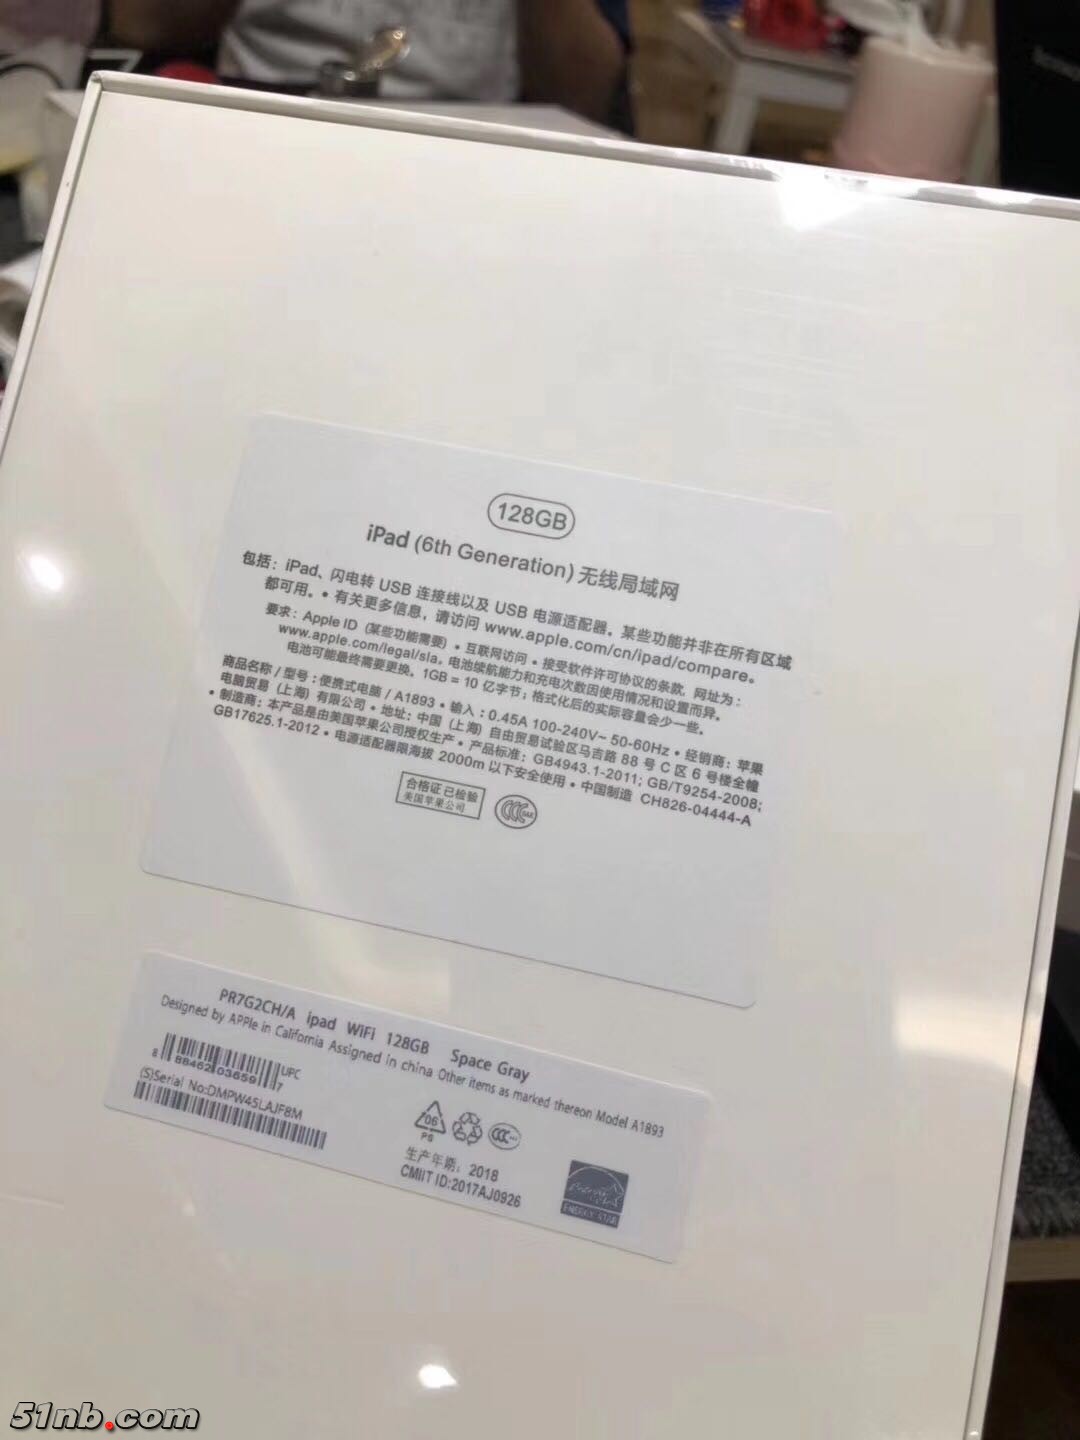 128GB
iPad (6th Generation) 无线局域网
包括：iPad、闪电转 USB 连接线以及 USB 电源适配器。某些功能并非在所有区域
都可用。• 有关更多信息，请访问 www.apple.com/cn/ipad/compare。
要求：Apple ID（某些功能需要）• 互联网访问 • 接受软件许可协议的条款，网址为：
www.apple.com/legal/sla。电池续航能力和充电次数因使用情况和设置而异。
电池可能最终需要更换。1GB = 10 亿字节；格式化后的实际容量会少一些。
商品名称 / 型号：便携式电脑 / A1893 • 输入：0.45A 100-240V~ 50-60Hz • 经销商：苹果
电脑贸易（上海）有限公司 • 地址：中国（上海）自由贸易试验区马吉路 88 号 C 区 6 号楼全幢
• 制造商：本产品是由美国苹果公司授权生产 • 产品标准：GB4943.1-2011; GB/T9254-2008;
GB17625.1-2012 • 电源适配器限海拔 2000m 以下安全使用 • 中国制造 CH826-04444-A
合格证 已检验
美国苹果公司
PR7G2CH/A ipad WiFi 128GB Space Gray
Designed by APPle in California Assigned in china Other items as marked thereon Model A1893
8 88462 03659 7 UPC
(S)Serial No:DMPW45LAJF8M
06
PS
生产年期：2018
CMIIT ID:2017AJ0926
ENERGY STAR
51nb.com